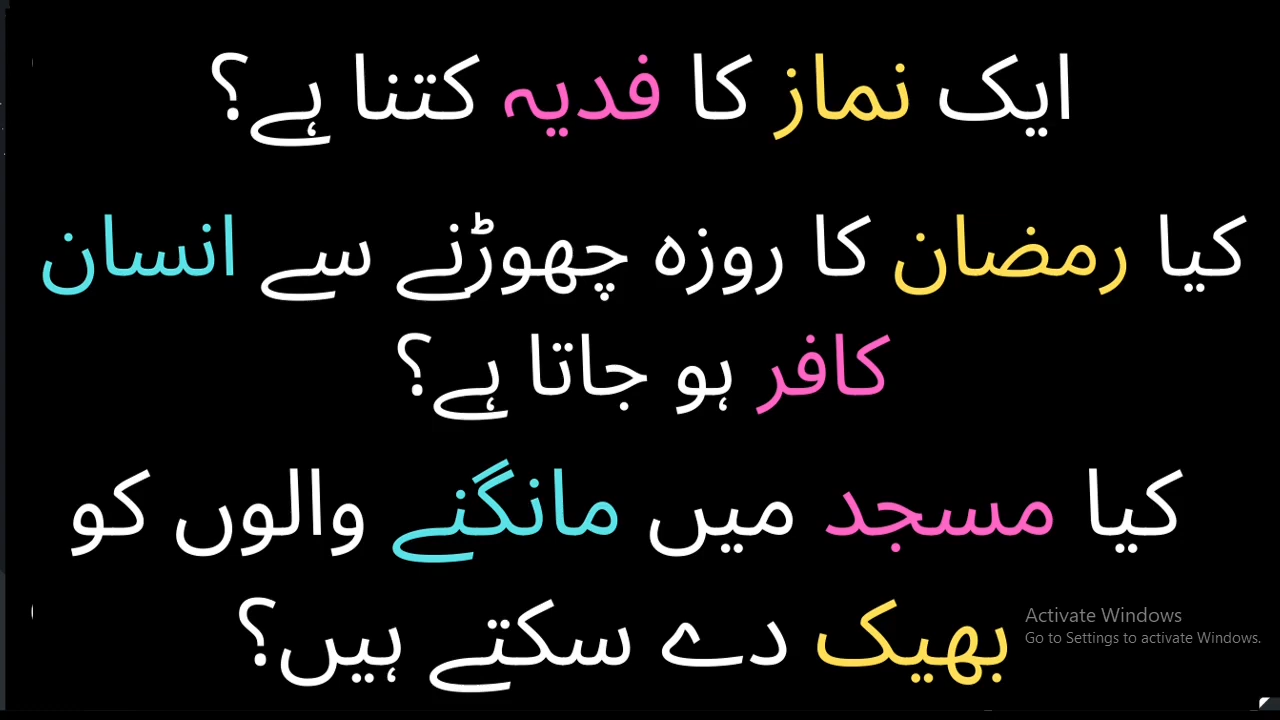 ایک نماز کا فدیہ کتنا ہے؟
کیا رمضان کا روزہ چھوڑنے سے انسان
کافر ہو جاتا ہے؟
کیا مسجد میں مانگنے والوں کو
بھیک دے سکتے ہیں؟
Activate Windows
Go to Settings to activate Windows.